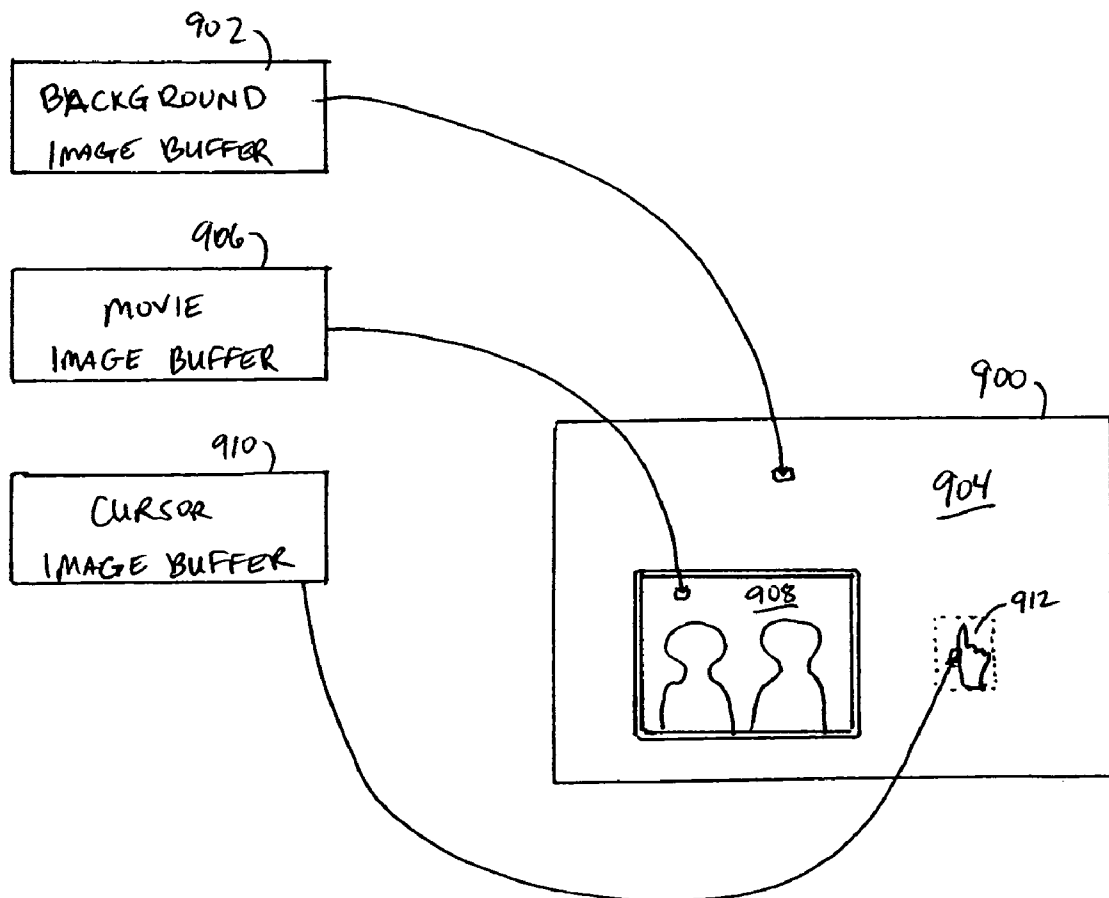 902
BACKGROUND
IMAGE BUFFER
906
MOVIE
IMAGE BUFFER
900
910
904
CURSOR
IMAGE BUFFER
908
912